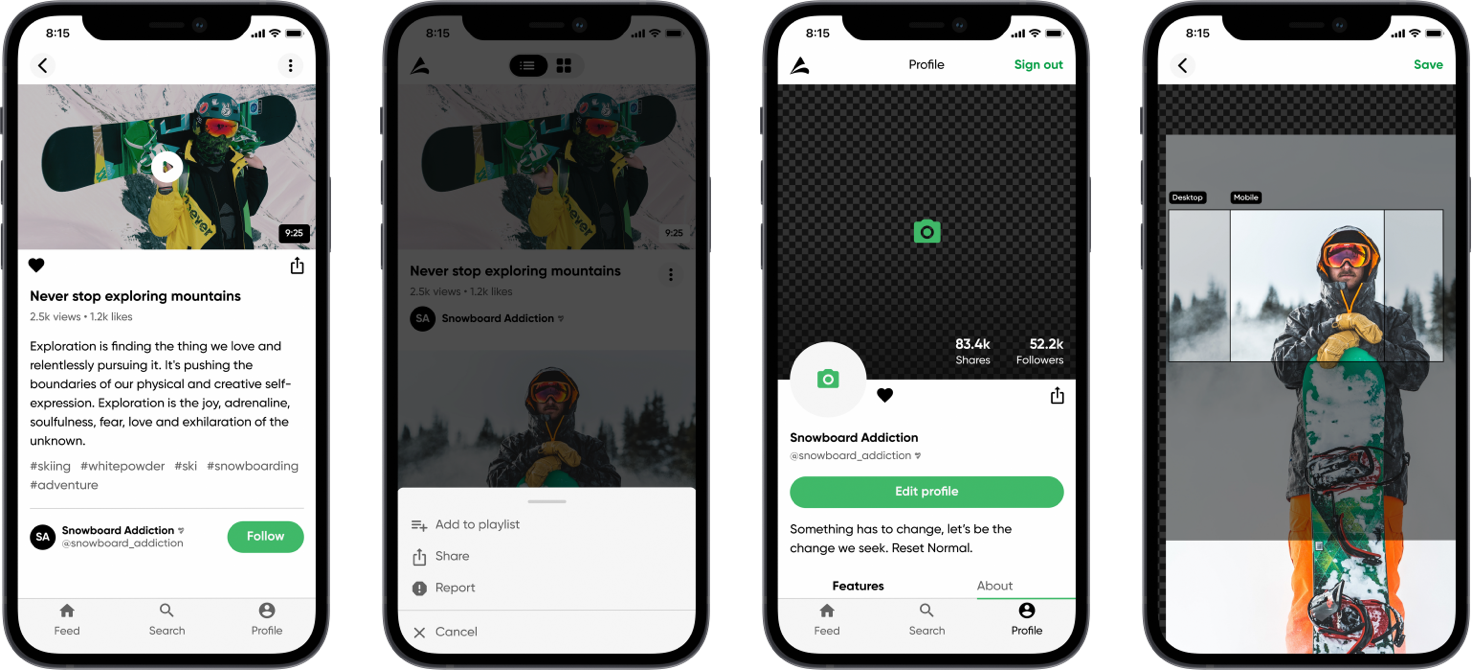 8:15
9:25
Never stop exploring mountains
2.5k views • 1.2k likes
Exploration is finding the thing we love and
relentlessly pursuing it. It's pushing the
boundaries of our physical and creative self-
expression. Exploration is the joy, adrenaline,
soulfulness, fear, love and exhilaration of the
unknown.
#skiing #whitepowder #ski #snowboarding
#adventure
SA
Snowboard Addiction
@snowboard_addiction
Follow
Feed Search Profile
8:15
9:25
Never stop exploring mountains
2.5k views • 1.2k likes
SA Snowboard Addiction
Add to playlist
Share
Report
Cancel
8:15
Profile Sign out
83.4k 52.2k
Shares Followers
Snowboard Addiction
@snowboard_addiction
Edit profile
Something has to change, let's be the
change we seek. Reset Normal.
Features About
Feed Search Profile
8:15
Save
Desktop Mobile